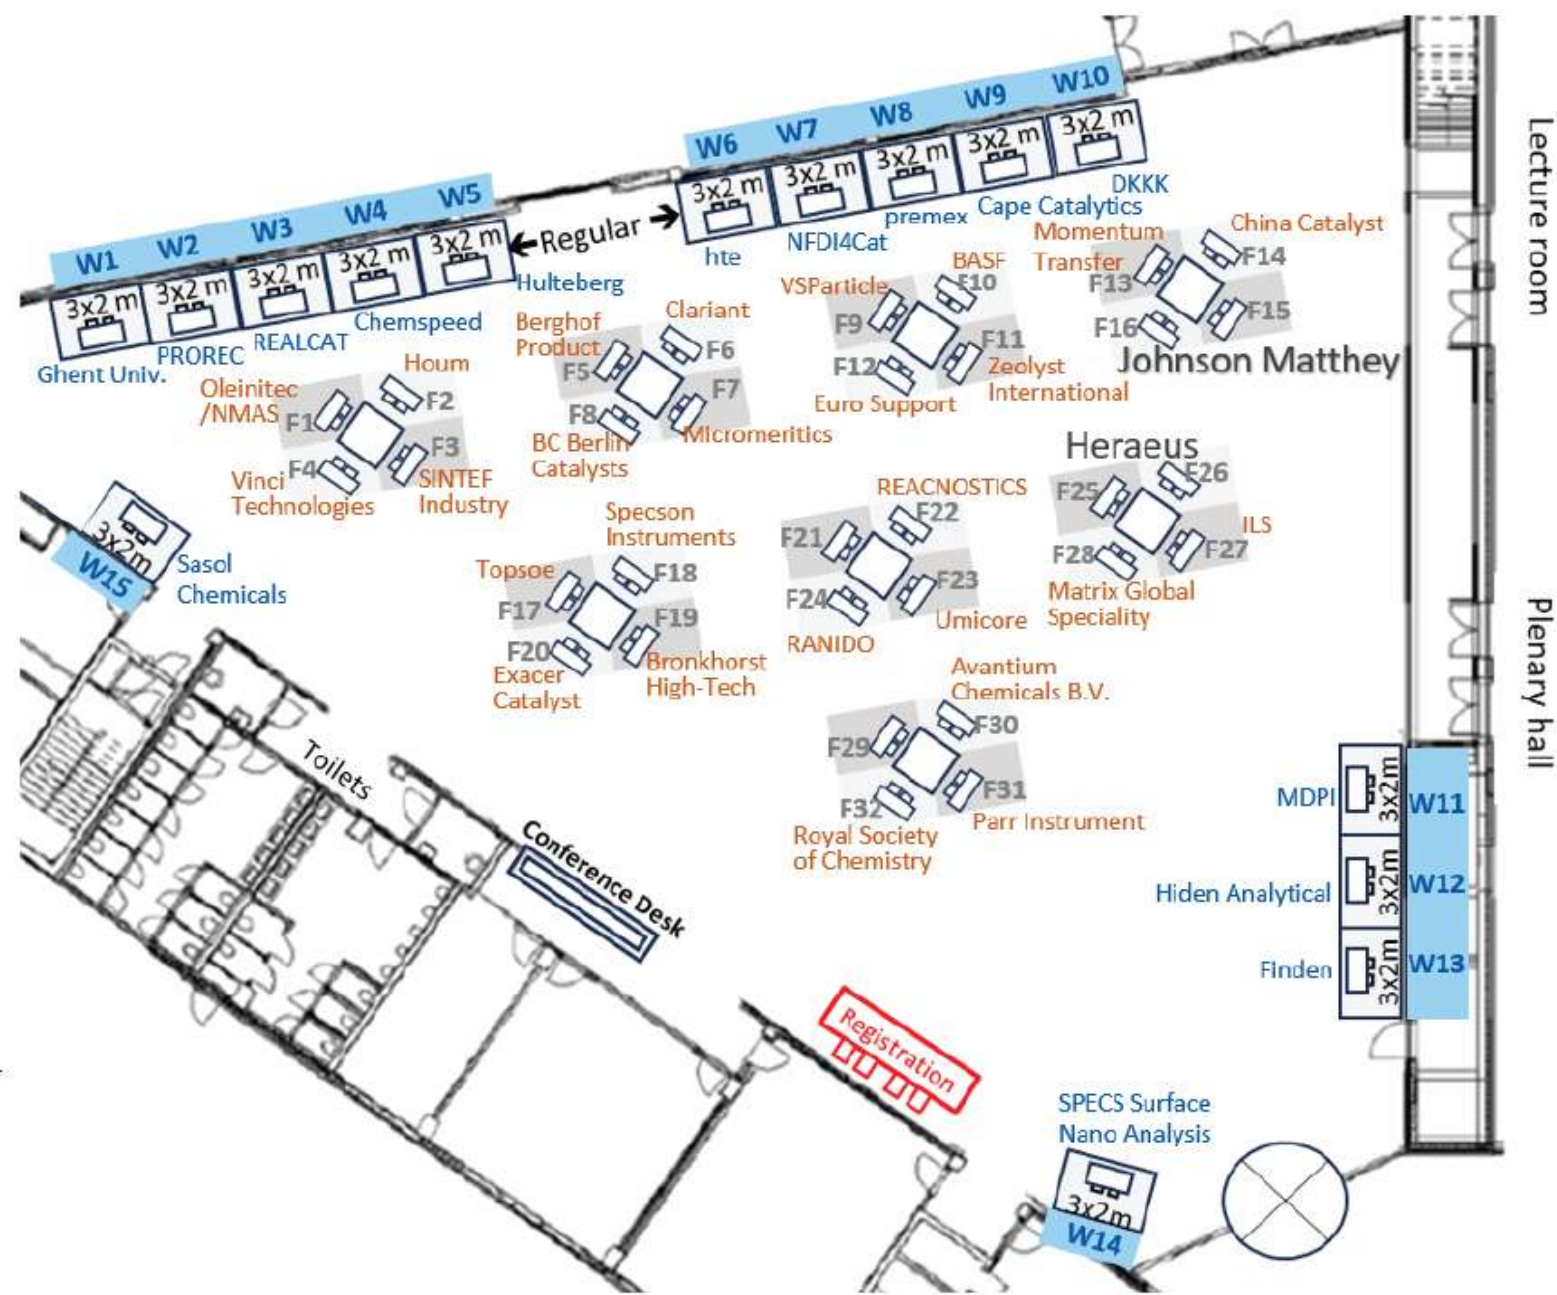 W1
W2
W3
W4
W5
W6
W7
W8
W9
W10
3x2 m
3x2 m
3x2 m
3x2 m
3x2 m
3x2 m
3x2 m
3x2 m
3x2 m
3x2 m
Regular
Ghent Univ.
PROREC
REALCAT
Chemspeed
Hulteberg
hte
NFDI4Cat
premex
Cape Catalytics
DKKK
Lecture room
Plenary hall
Oleinitec
/NMAS
F1
Houm
F2
SINTEF
Industry
F3
Vinci
Technologies
F4
Berghof
Product
F5
Clariant
F6
F7
Micromeritics
F8
BC Berlin
Catalysts
VSParticle
F9
BASF
F10
F11
Zeolyst
International
F12
Euro Support
Momentum
Transfer
F13
China Catalyst
F14
F15
F16
Johnson Matthey
Sasol
Chemicals
3x2m
W15
Topsoe
F17
Specson
Instruments
F18
F19
Bronkhorst
High-Tech
F20
Exacer
Catalyst
REACNOSTICS
F21
F22
F23
Umicore
F24
RANIDO
Heraeus
F25
F26
F27
ILS
F28
Matrix Global
Speciality
Avantium
Chemicals B.V.
F29
F30
F31
Parr Instrument
F32
Royal Society
of Chemistry
Toilets
Conference Desk
Registration
MDPI
3x2m
W11
Hiden Analytical
3x2m
W12
Finden
3x2m
W13
SPECS Surface
Nano Analysis
3x2m
W14